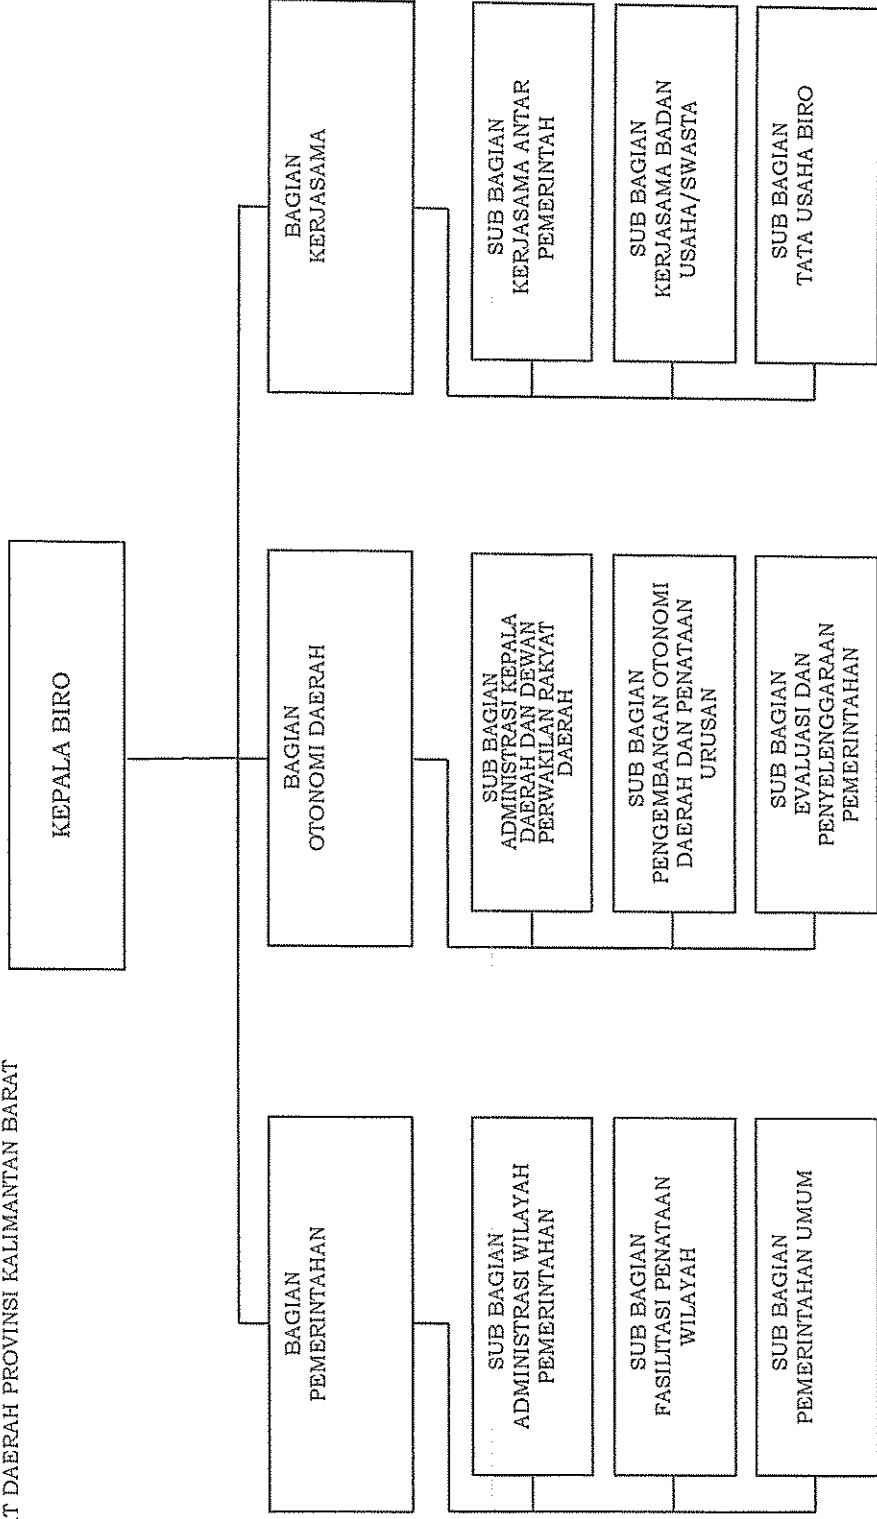 T DAERAH PROVINSI KALIMANTAN BARAT
KEPALA BIRO
BAGIAN
PEMERINTAHAN
BAGIAN
OTONOMI DAERAH
BAGIAN
KERJASAMA
SUB BAGIAN
ADMINISTRASI WILAYAH
PEMERINTAHAN
SUB BAGIAN
FASILITASI PENATAAN
WILAYAH
SUB BAGIAN
PEMERINTAHAN UMUM
SUB BAGIAN
ADMINISTRASI KEPALA
DAERAH DAN DEWAN
PERWAKILAN RAKYAT
DAERAH
SUB BAGIAN
PENGEMBANGAN OTONOMI
DAERAH DAN PENATAAN
URUSAN
SUB BAGIAN
EVALUASI DAN
PENYELENGGARAAN
PEMERINTAHAN
SUB BAGIAN
KERJASAMA ANTAR
PEMERINTAH
SUB BAGIAN
KERJASAMA BADAN
USAHA/SWASTA
SUB BAGIAN
TATA USAHA BIRO